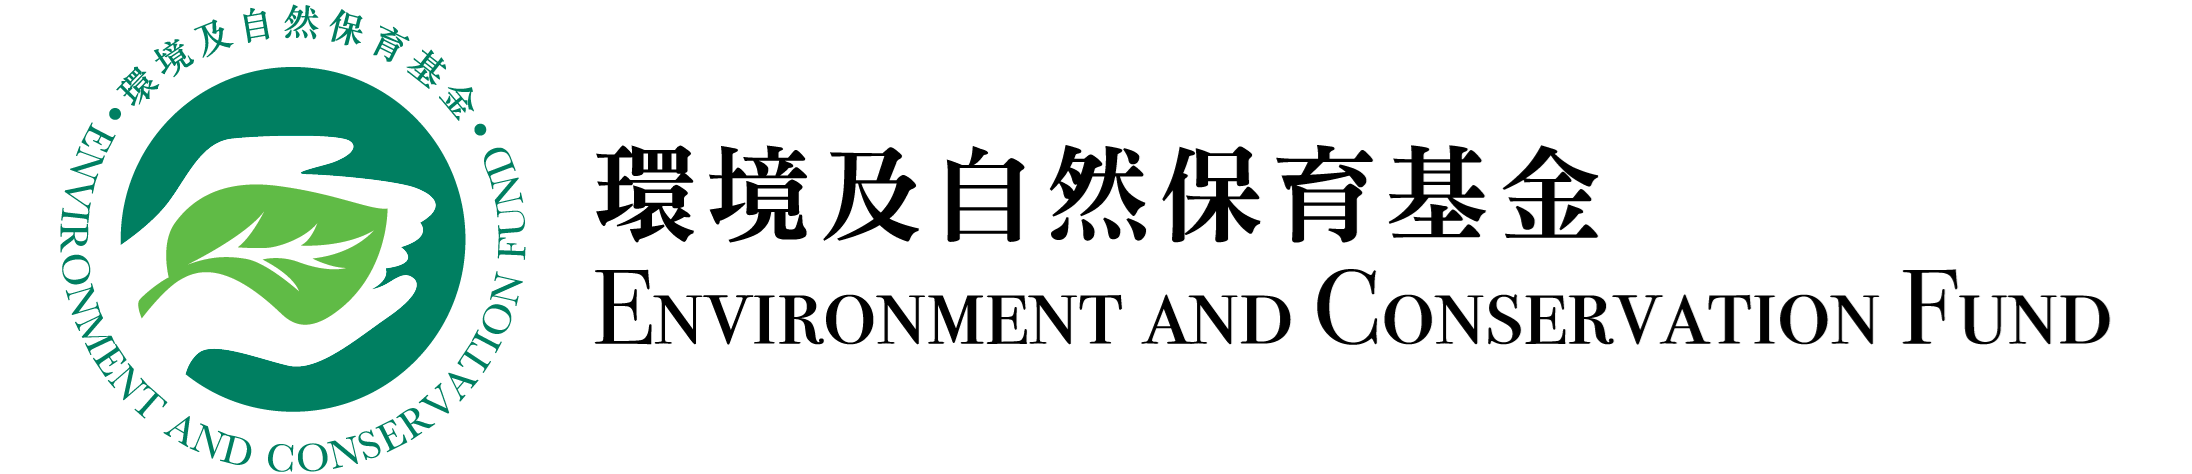 •環境及自然保育基金•
ENVIRONMENT AND CONSERVATION FUND
環境及自然保育基金
ENVIRONMENT AND CONSERVATION FUND